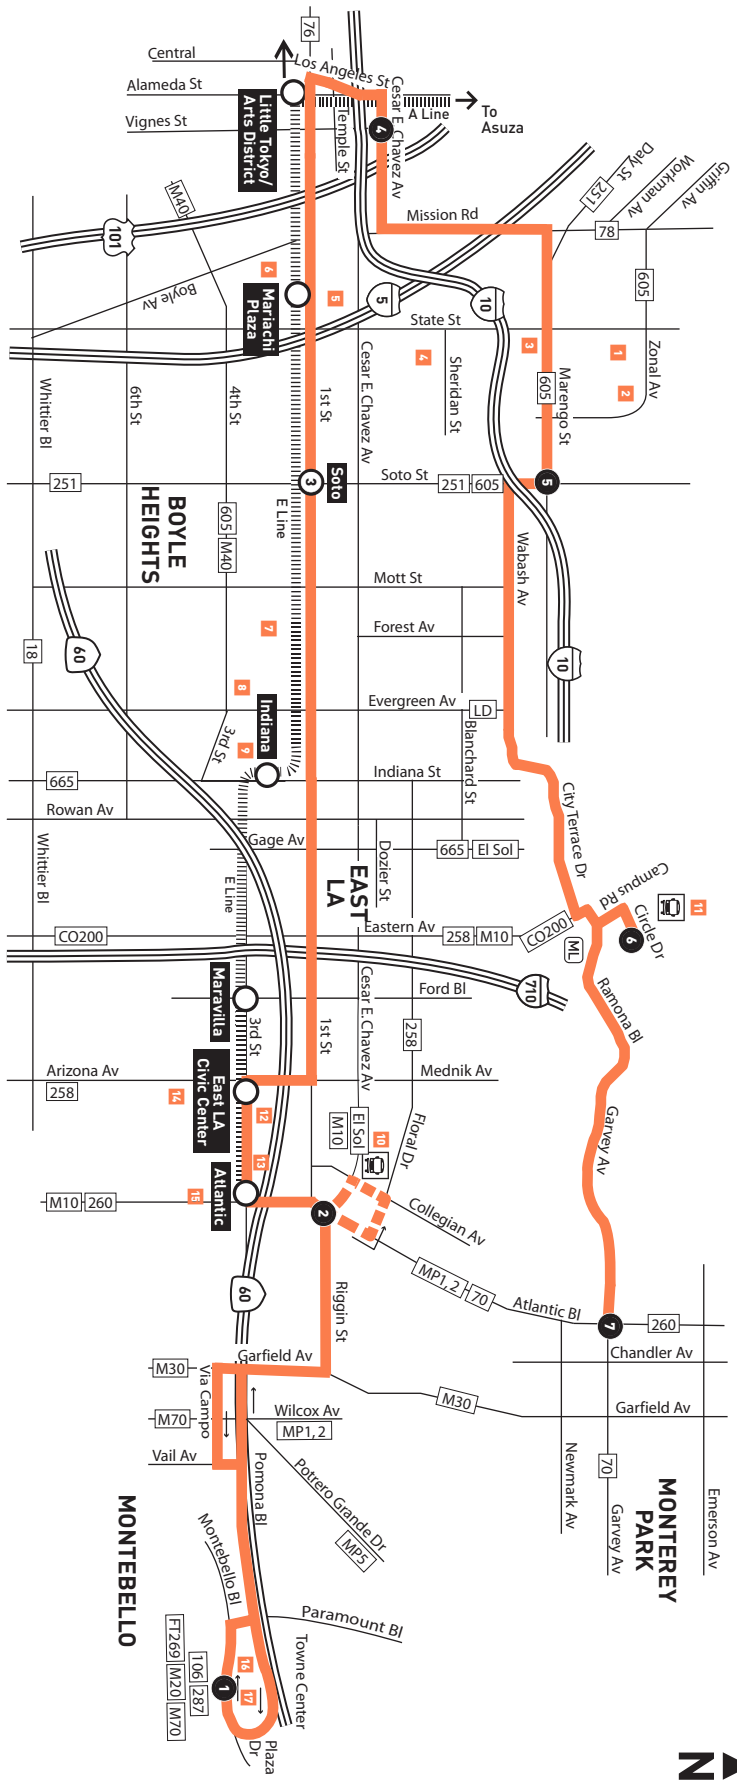 76
Central
Los Angeles St
Alameda St
Cesar E. Chavez Av
A Line
To
Asuza
Vignes St
Little Tokyo/
Arts District
Temple St
4
Daly St
Workman Av
Griffin Av
251
M40
Mission Rd
78
101
605
Boyle Av
6
Mariachi
Plaza
5
5
10
State St
Zonal Av
1
2
3
4
Sheridan St
Marengo St
605
Whittier Bl
6th St
4th St
1st St
Cesar E. Chavez Av
Soto
3
Soto St
251
605
5
251
BOYLE
HEIGHTS
605
M40
E Line
Wabash Av
Mott St
Forest Av
7
18
60
10
8
Indiana
Evergreen Av
LD
Blanchard St
3rd St
9
Indiana St
665
Rowan Av
City Terrace Dr
Whittier Bl
Gage Av
Dozier St
665
El Sol
E Line
EAST
LA
Campus Rd
11
Circle Dr
6
Eastern Av
CO200
258
M10
CO200
ML
Maravilla
Ford Bl
710
Ramona Bl
3rd St
1st St
Cesar E. Chavez Av
258
Arizona Av
258
East LA
Civic Center
Mednik Av
14
12
El Sol
M10
10
Floral Dr
Garvey Av
13
Atlantic
15
M10
260
2
Collegian Av
MP1, 2
70
Atlantic Bl
7
260
60
Riggin St
Chandler Av
Garfield Av
M30
Via Campo
M30
Garfield Av
M70
Wilcox Av
MP1, 2
Vail Av
Pomona Bl
Potrero Grande Dr
MP5
Newmark Av
70
Garvey Av
MONTEREY
PARK
Emerson Av
MONTEBELLO
Montebello Bl
Paramount Bl
Towne Center
16
17
1
106
287
FT269
M20
M70
Plaza
Dr
N